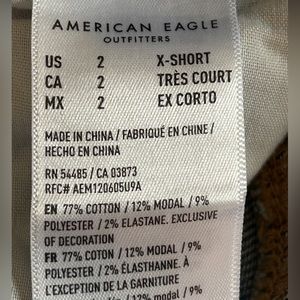 AMERICAN EAGLE
OUTFITTERS
US 2 X-SHORT
CA 2 TRÈS COURT
MX 2 EX CORTO
MADE IN CHINA / FABRIQUÉ EN CHINE /
HECHO EN CHINA
RN 54485 / CA 03873
RFC# AEM120605U9A
EN 77% COTTON / 12% MODAL / 9%
POLYESTER / 2% ELASTANE. EXCLUSIVE
OF DECORATION
FR 77% COTON / 12% MODAL / 9%
POLYESTER / 2% ÉLASTHANNE. À
L'EXCEPTION DE LA GARNITURE